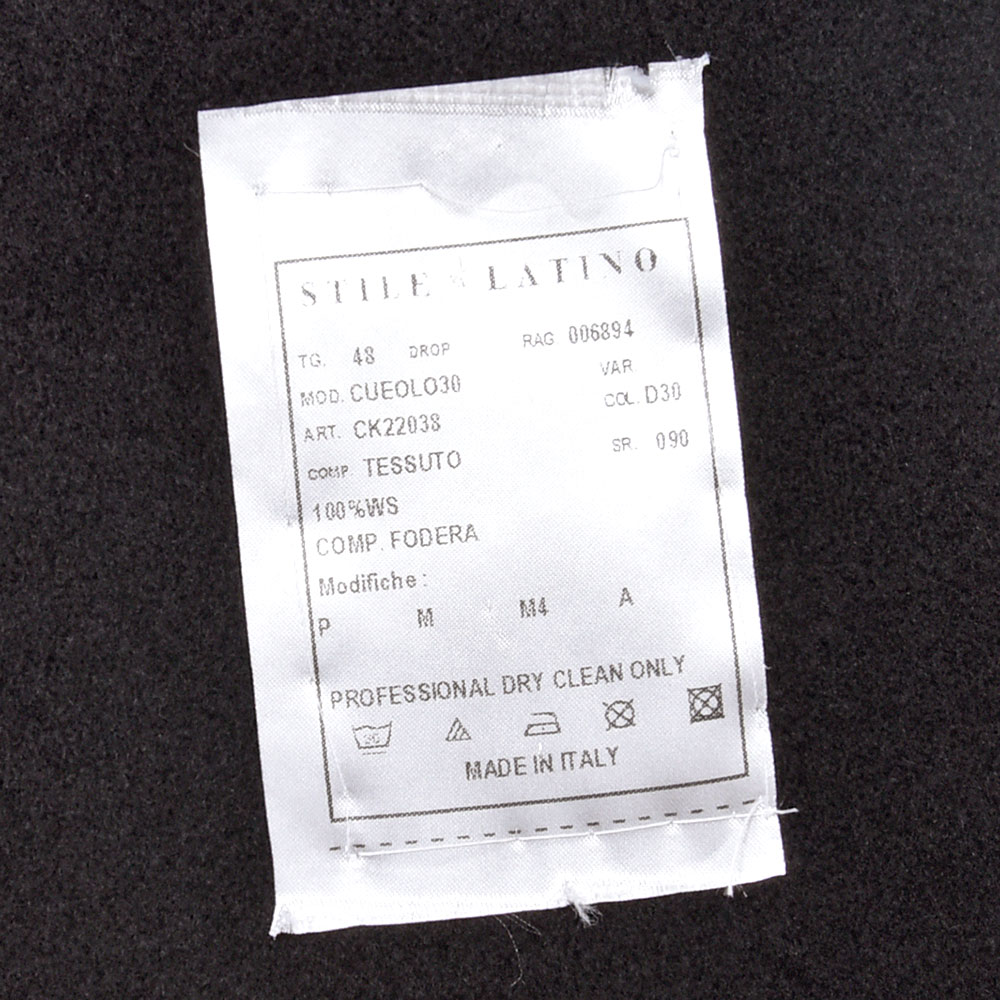 STILE LATINO
TG. 48 DROP RAG 006894
MOD. CUEOLO30 VAR
ART. CK22038 COL. D30
COMP. TESSUTO SR. 090
100%WS
COMP. FODERA
Modifiche:
P M M4 A
PROFESSIONAL DRY CLEAN ONLY
30
MADE IN ITALY